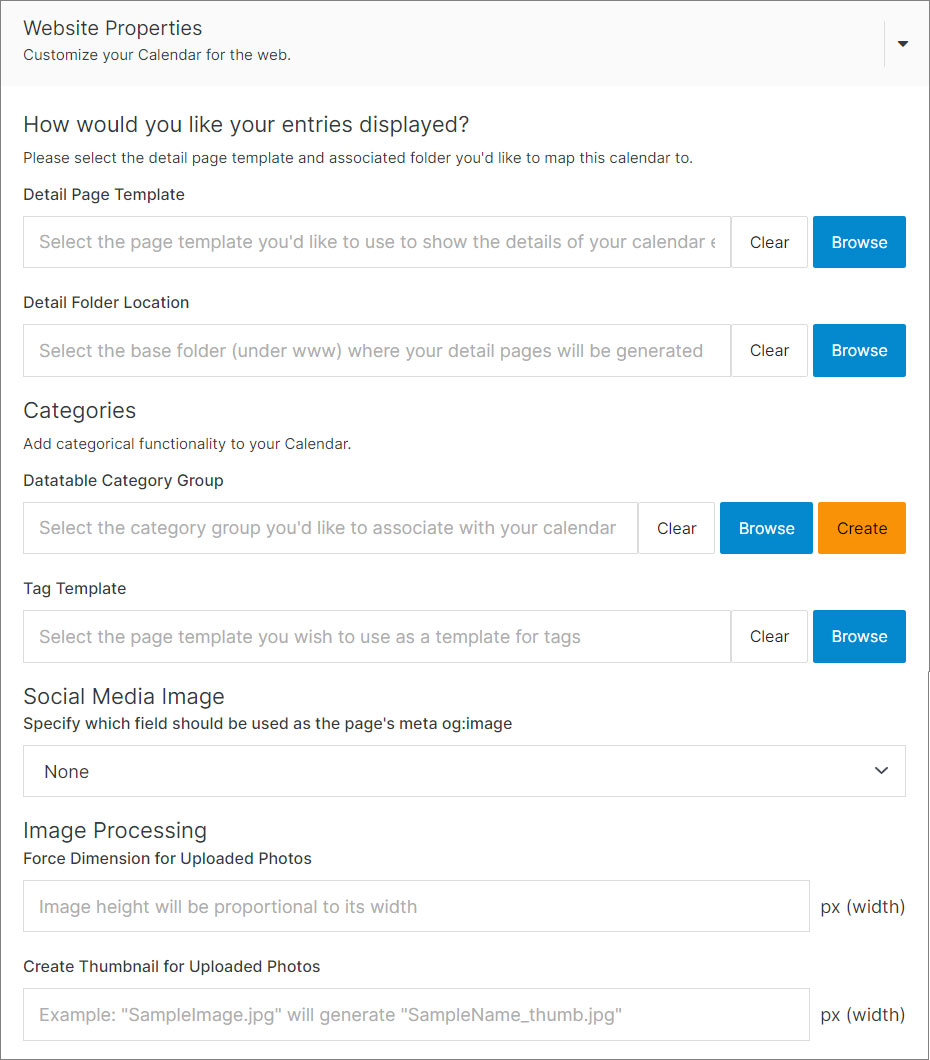 Website Properties
Customize your Calendar for the web.
How would you like your entries displayed?
Please select the detail page template and associated folder you'd like to map this calendar to.
Detail Page Template
Select the page template you'd like to use to show the details of your calendar e Clear Browse
Detail Folder Location
Select the base folder (under www) where your detail pages will be generated Clear Browse
Categories
Add categorical functionality to your Calendar.
Datatable Category Group
Select the category group you'd like to associate with your calendar Clear Browse Create
Tag Template
Select the page template you wish to use as a template for tags Clear Browse
Social Media Image
Specify which field should be used as the page's meta og:image
None
Image Processing
Force Dimension for Uploaded Photos
Image height will be proportional to its width px (width)
Create Thumbnail for Uploaded Photos
Example: "SampleImage.jpg" will generate "SampleName_thumb.jpg" px (width)